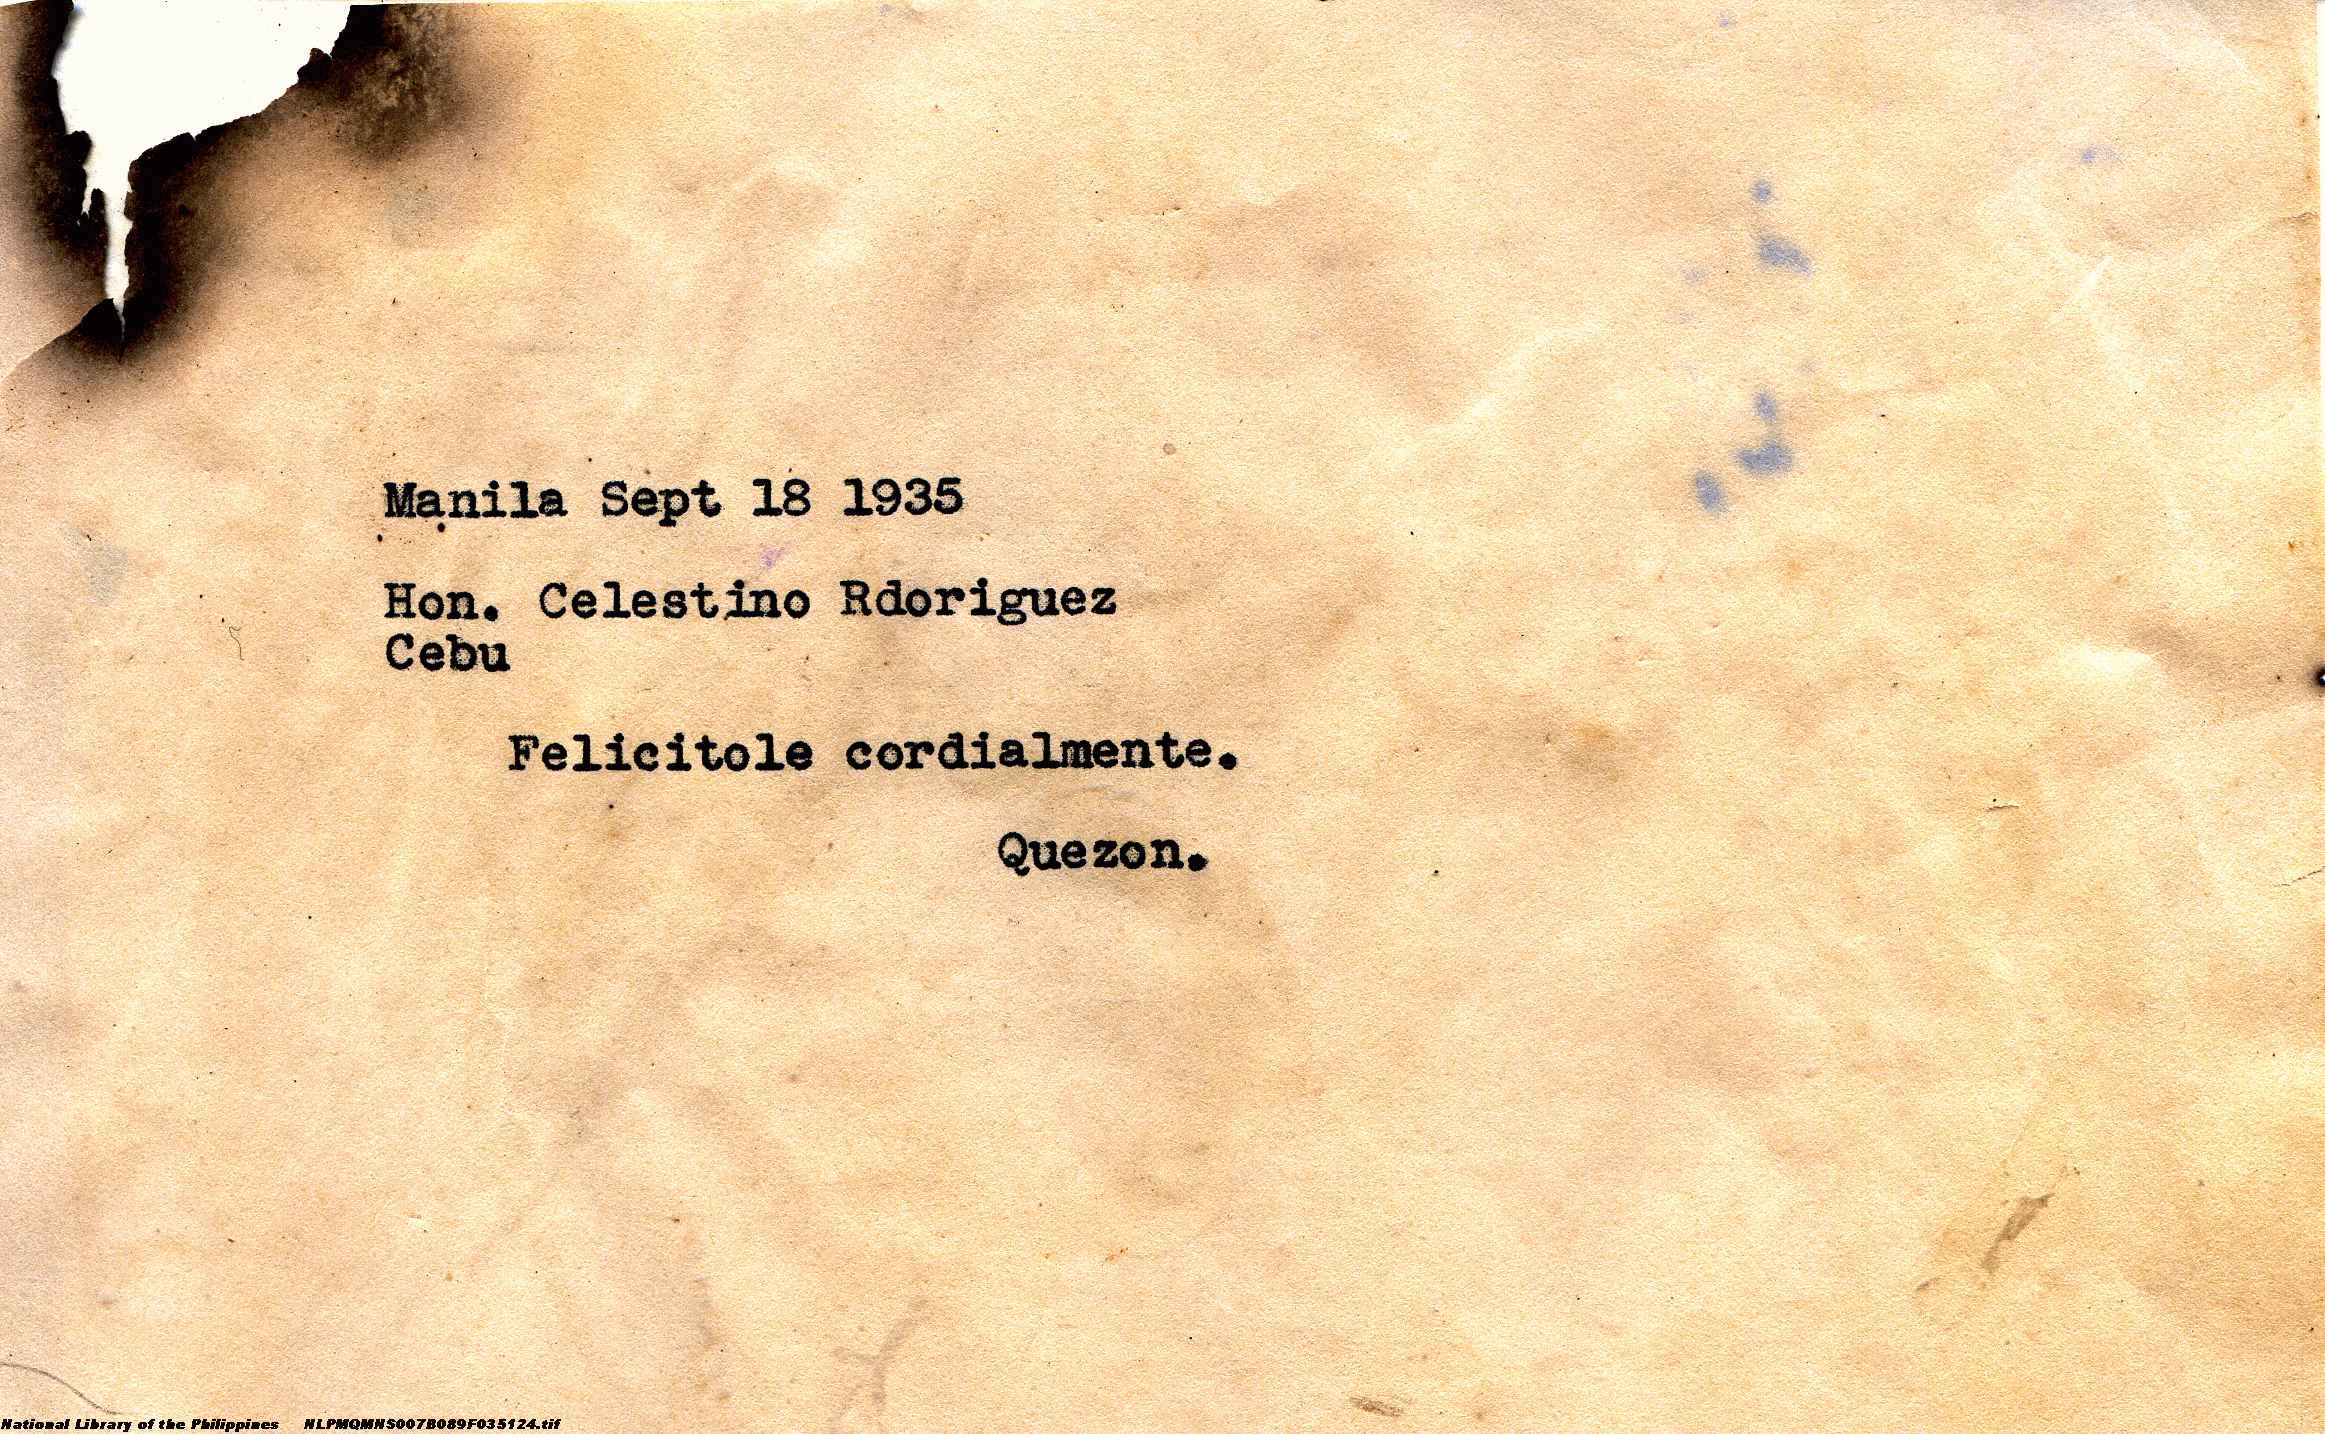 Manila Sept 18 1935
Hon. Celestino Rdoriguez
Cebu
Felicitole cordialmente.
Quezon.
National Library of the Philippines NLPMQMNS007B089F035124.tif